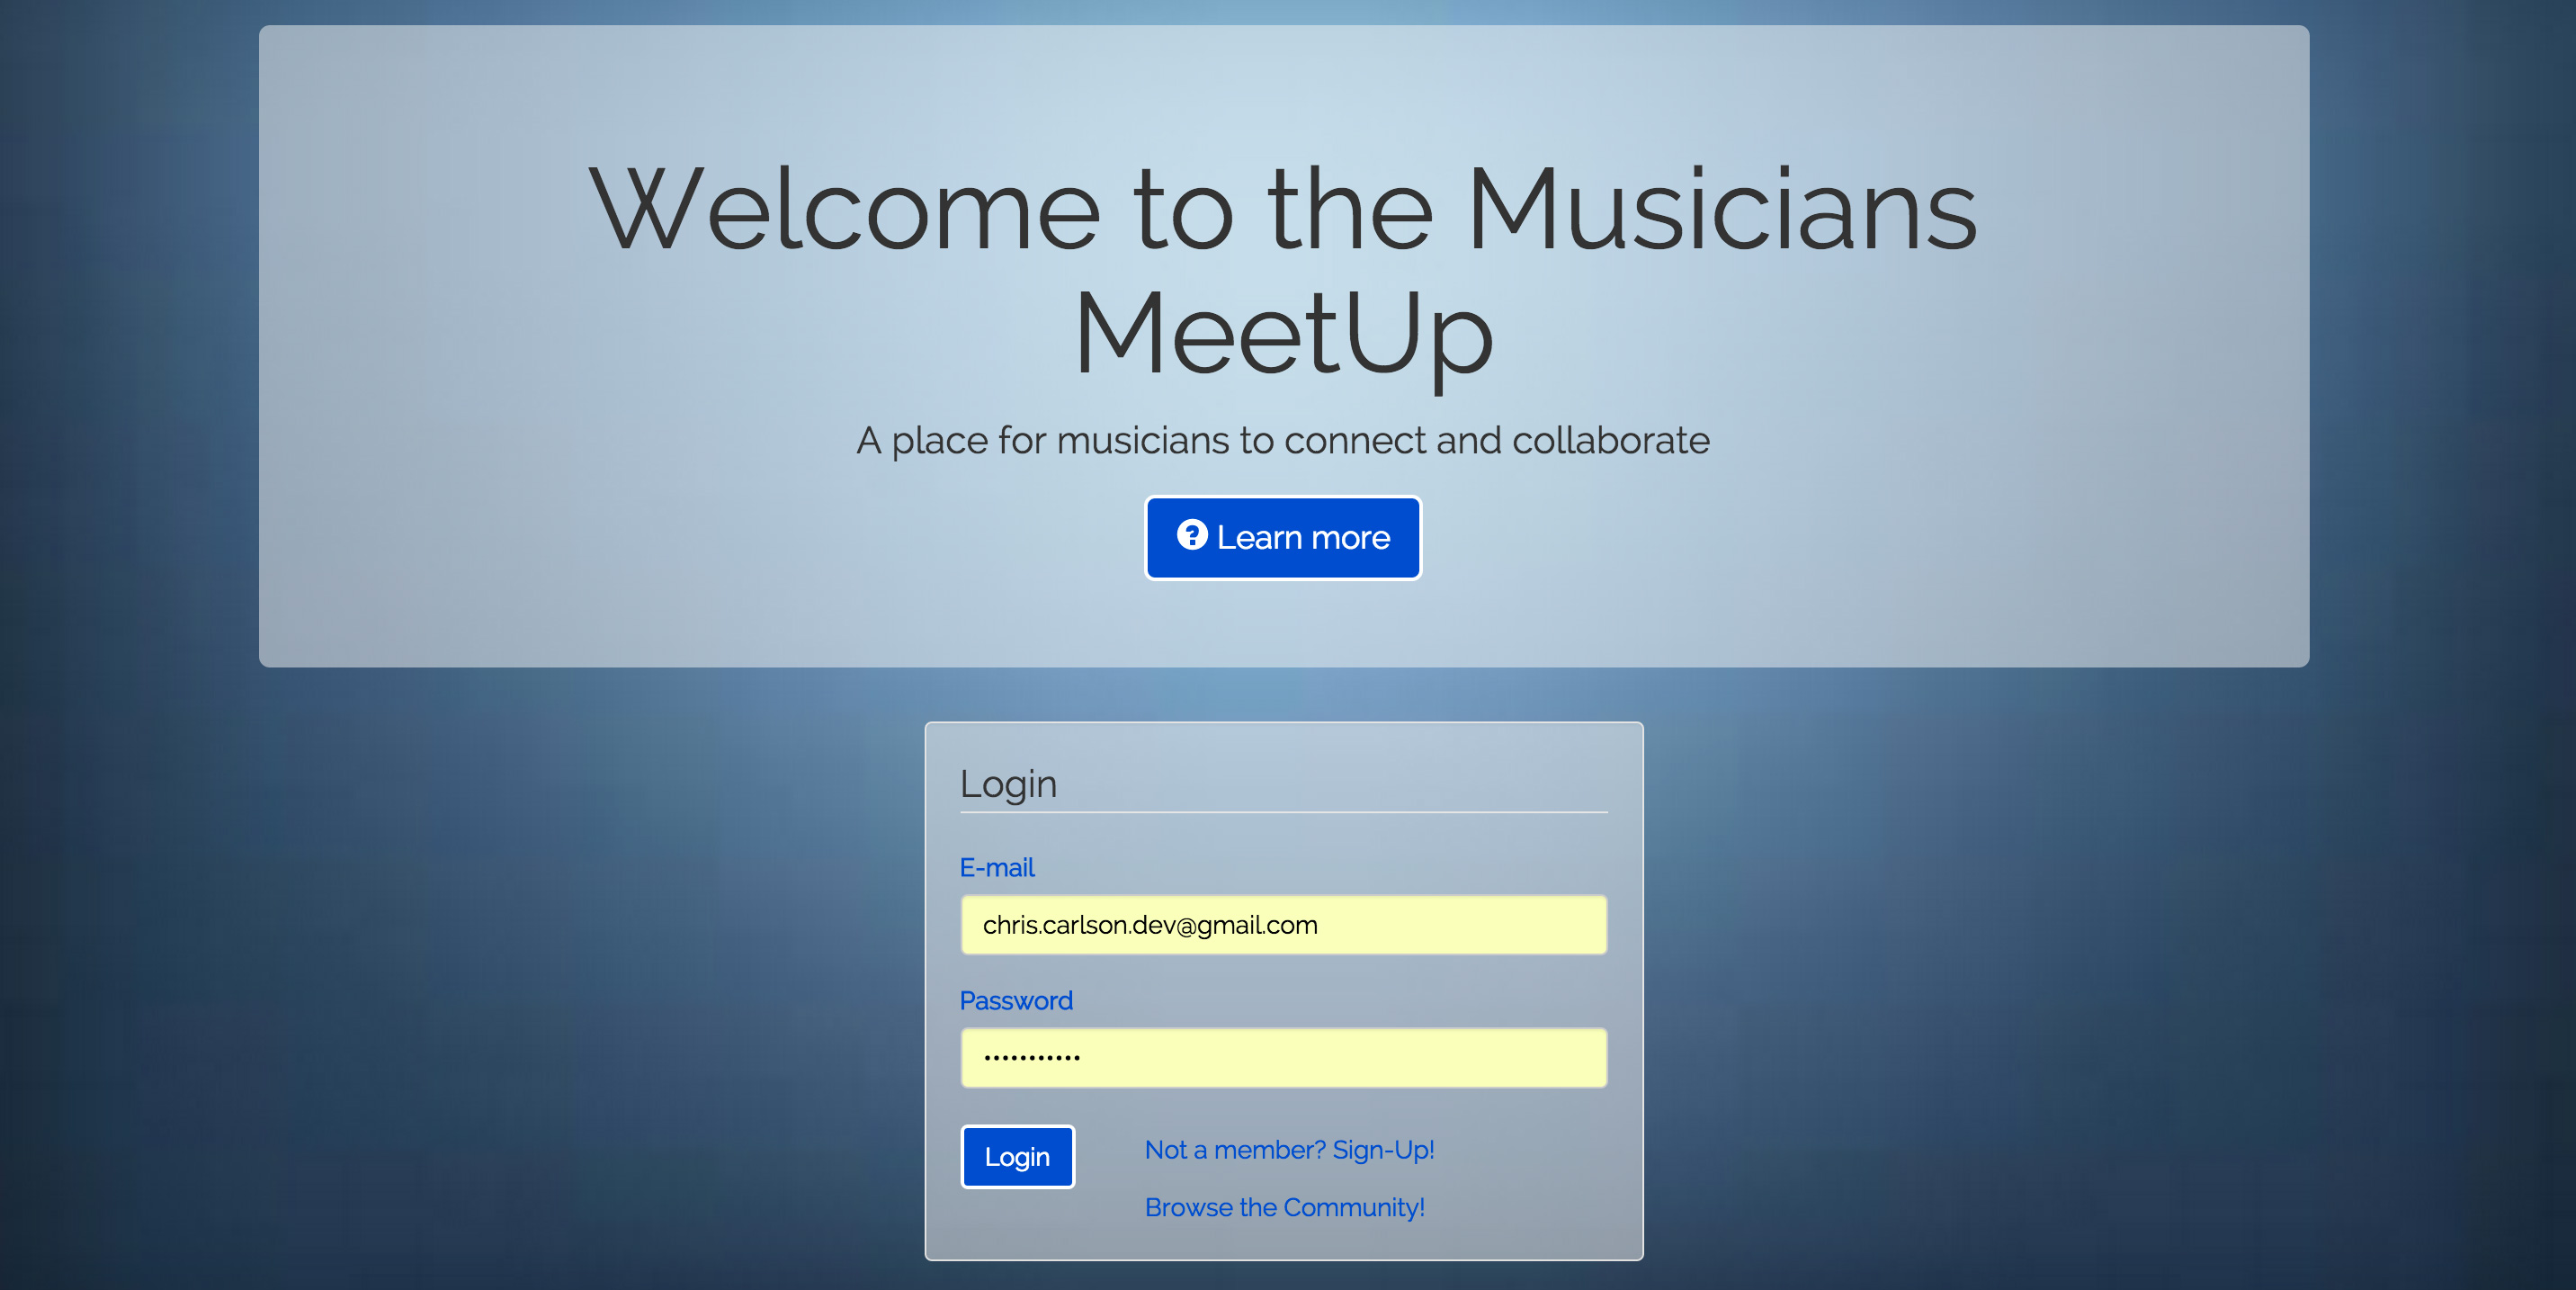 Welcome to the Musicians
MeetUp
A place for musicians to connect and collaborate
Learn more
Login
E-mail
chris.carlson.dev@gmail.com
Password
•••••••••••
Login
Not a member? Sign-Up!
Browse the Community!